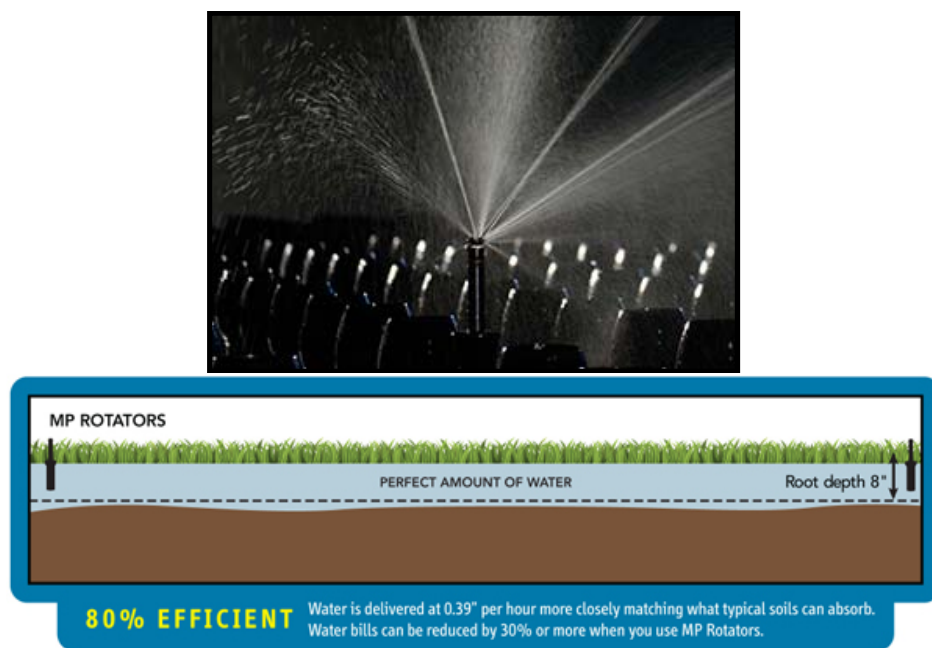 MP ROTATORS
PERFECT AMOUNT OF WATER
Root depth 8"
80% EFFICIENT
Water is delivered at 0.39" per hour more closely matching what typical soils can absorb.
Water bills can be reduced by 30% or more when you use MP Rotators.